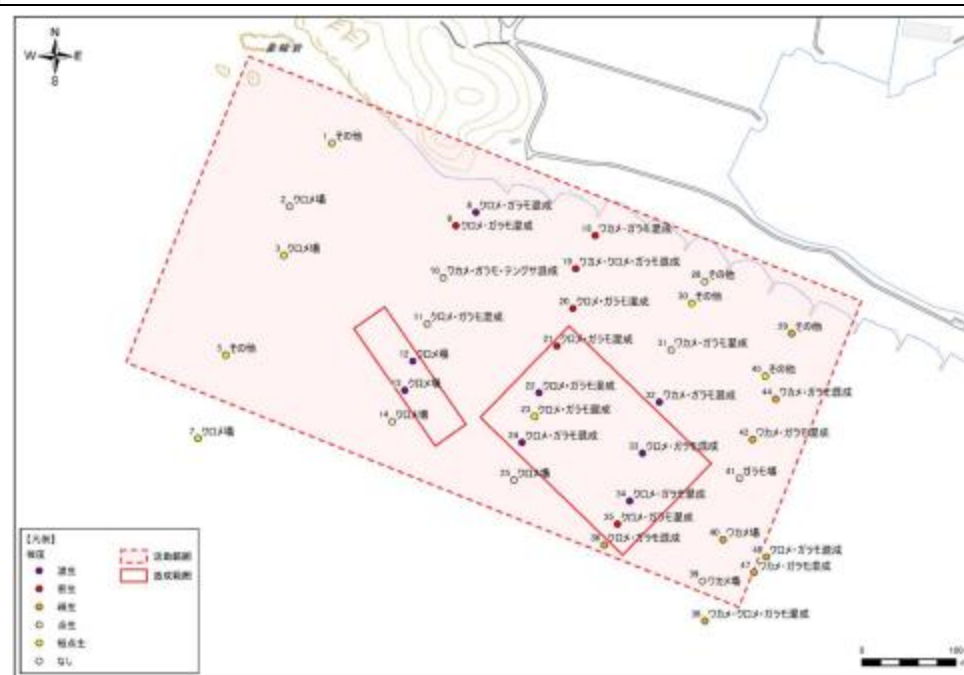 N
W E
S
1 その他
2 クロメ場
3 クロメ場
5 その他
7 クロメ場
8 クロメ・ガラモ混成
9 クロメ・ガラモ混成
10 ワカメ・ガラモ・テングサ混成
11 クロメ・ガラモ混成
12 クロメ場
13 クロメ場
14 クロメ場
ワカメ・ガラモ混成
19 ワカメ・クロメ・ガラモ混成
20 クロメ・ガラモ混成
21 クロメ・ガラモ混成
22 クロメ・ガラモ混成
23 クロメ・ガラモ混成
24 クロメ・ガラモ混成
25 クロメ場
28 その他
30 その他
29 その他
31 ワカメ・ガラモ混成
32 ワカメ・ガラモ混成
33 クロメ・ガラモ混成
34 クロメ・ガラモ混成
35 クロメ・ガラモ混成
36 クロメ・ガラモ混成
43 その他
44 ワカメ・ガラモ混成
42 ワカメ・ガラモ混成
41 ガラモ場
40 ワカメ場
48 クロメ・ガラモ混成
47 ワカメ・ガラモ混成
39 ワカメ場
38 ワカメ・クロメ・ガラモ混成
【凡例】
被度
濃生
密生
疎生
点生
極点生
なし
活動範囲
造成範囲
0 100